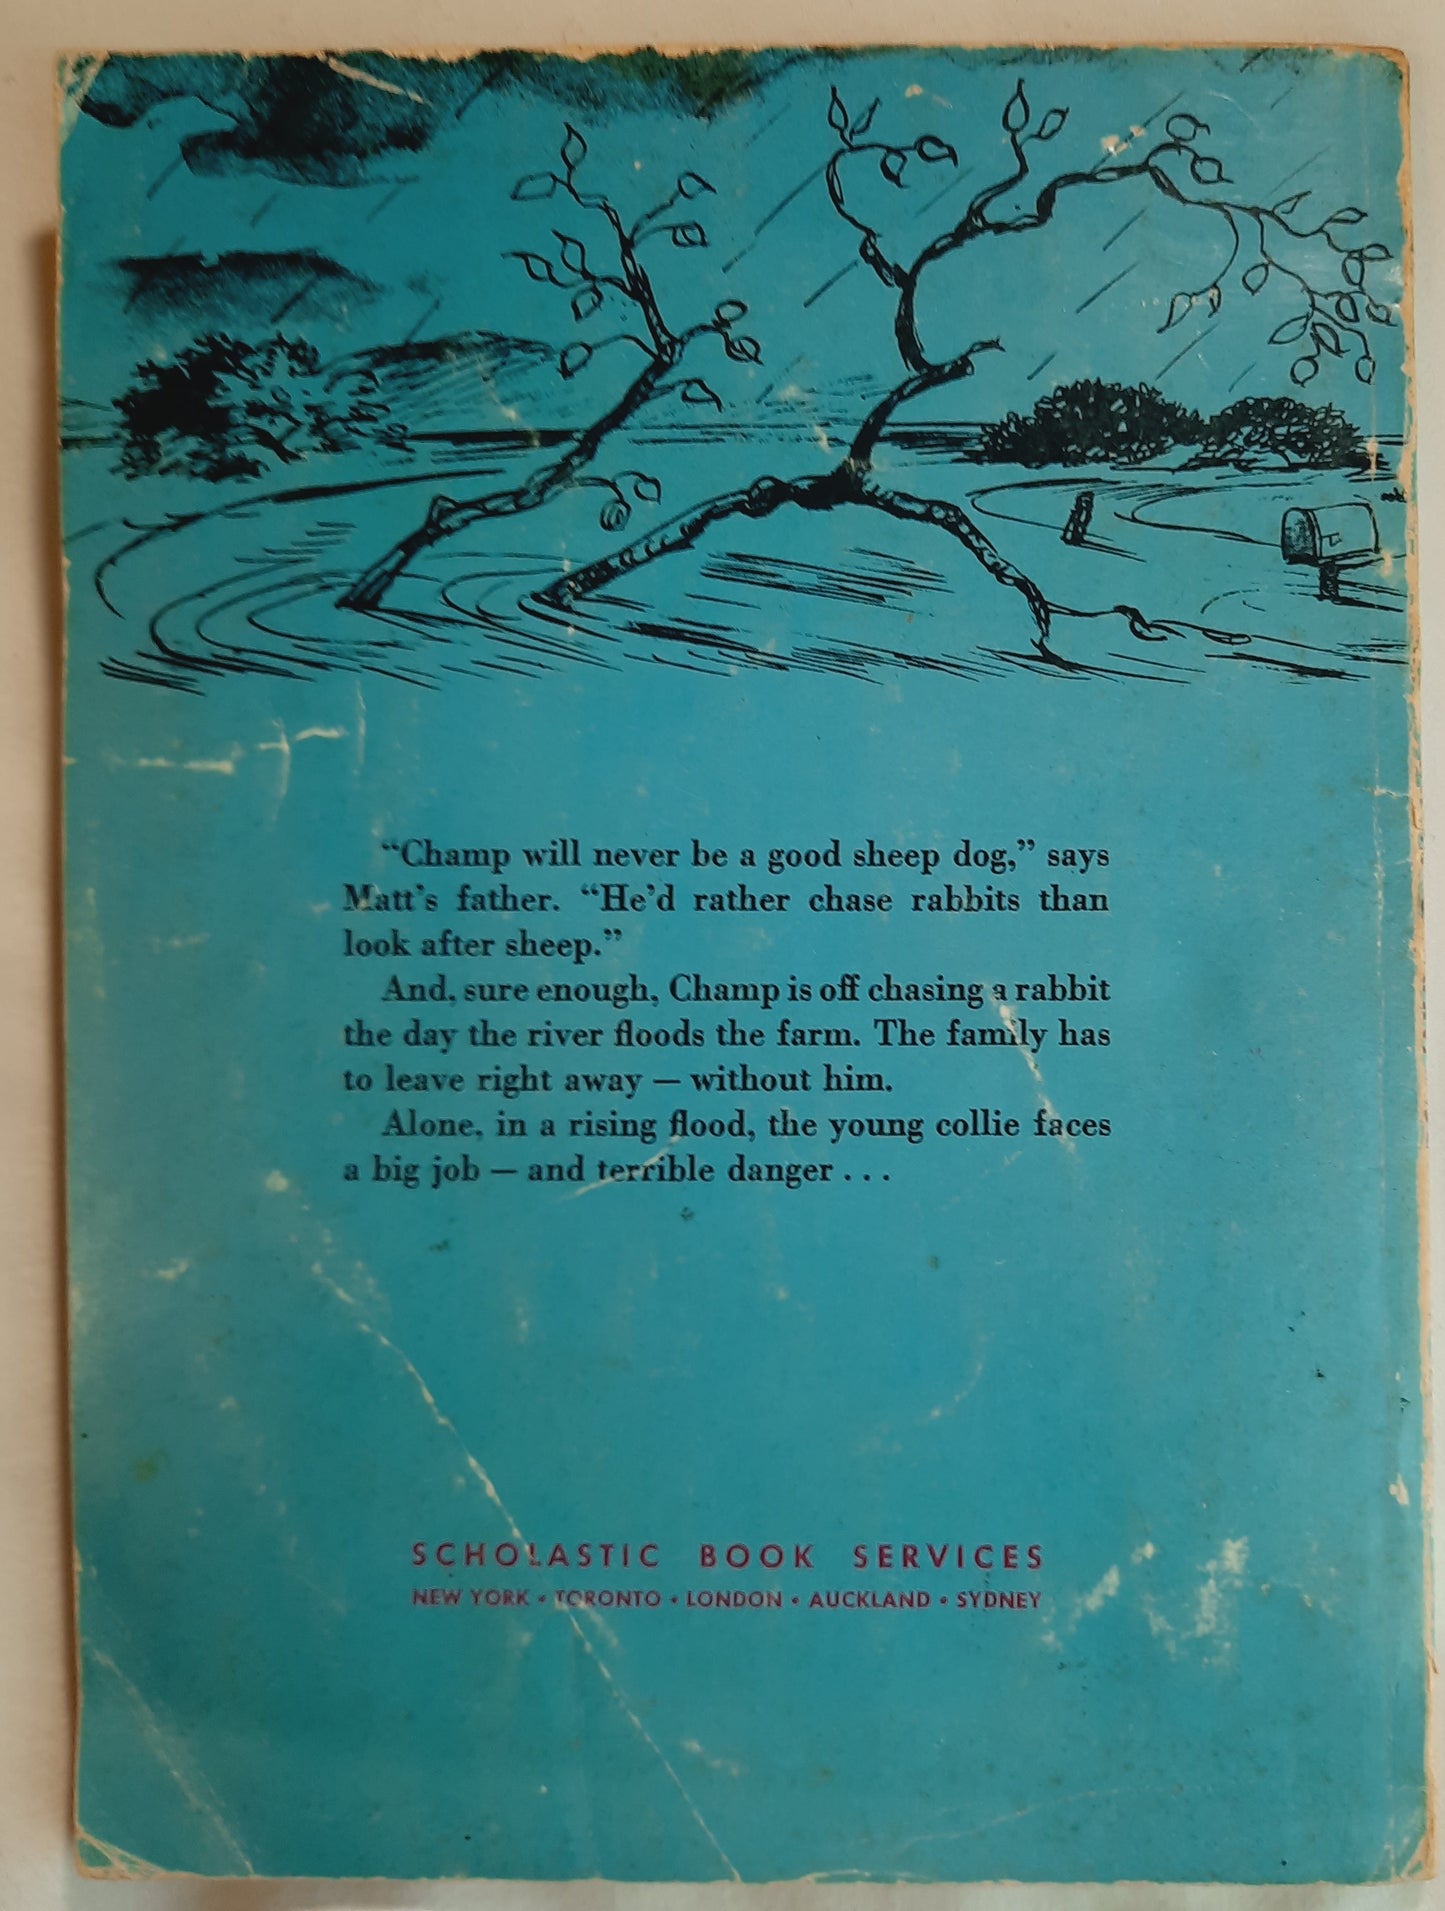 “Champ will never be a good sheep dog,” says
Matt’s father. “He’d rather chase rabbits than
look after sheep.”
And, sure enough, Champ is off chasing a rabbit
the day the river floods the farm. The family has
to leave right away — without him.
Alone, in a rising flood, the young collie faces
a big job — and terrible danger . . .
SCHOLASTIC BOOK SERVICES
NEW YORK • TORONTO • LONDON • AUCKLAND • SYDNEY